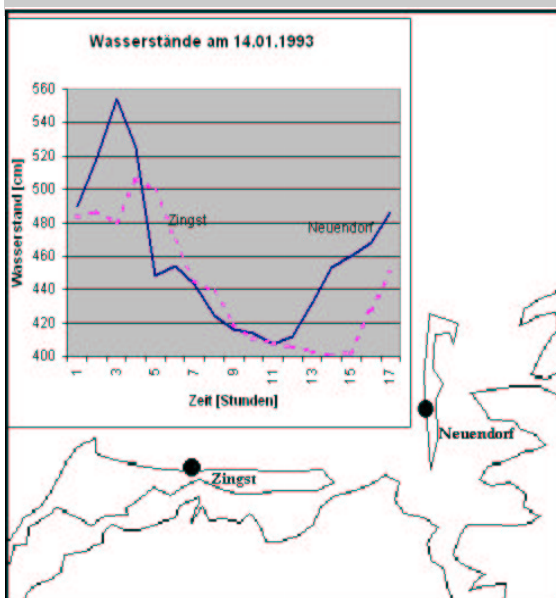 Wasserstände am 14.01.1993
Wasserstand [cm]
560
540
520
500
480
460
440
420
400
Zingst
Neuendorf
1
3
5
7
9
11
13
15
17
Zeit [Stunden]
Neuendorf
Zingst